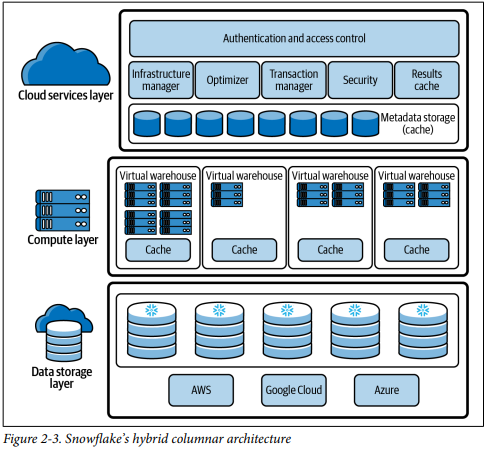 Authentication and access control
Infrastructure
manager
Optimizer
Transaction
manager
Security
Results
cache
Cloud services layer
Metadata storage
(cache)
Virtual warehouse
Virtual warehouse
Virtual warehouse
Virtual warehouse
Cache
Cache
Cache
Cache
Compute layer
Data storage
layer
AWS
Google Cloud
Azure
Figure 2-3. Snowflake's hybrid columnar architecture